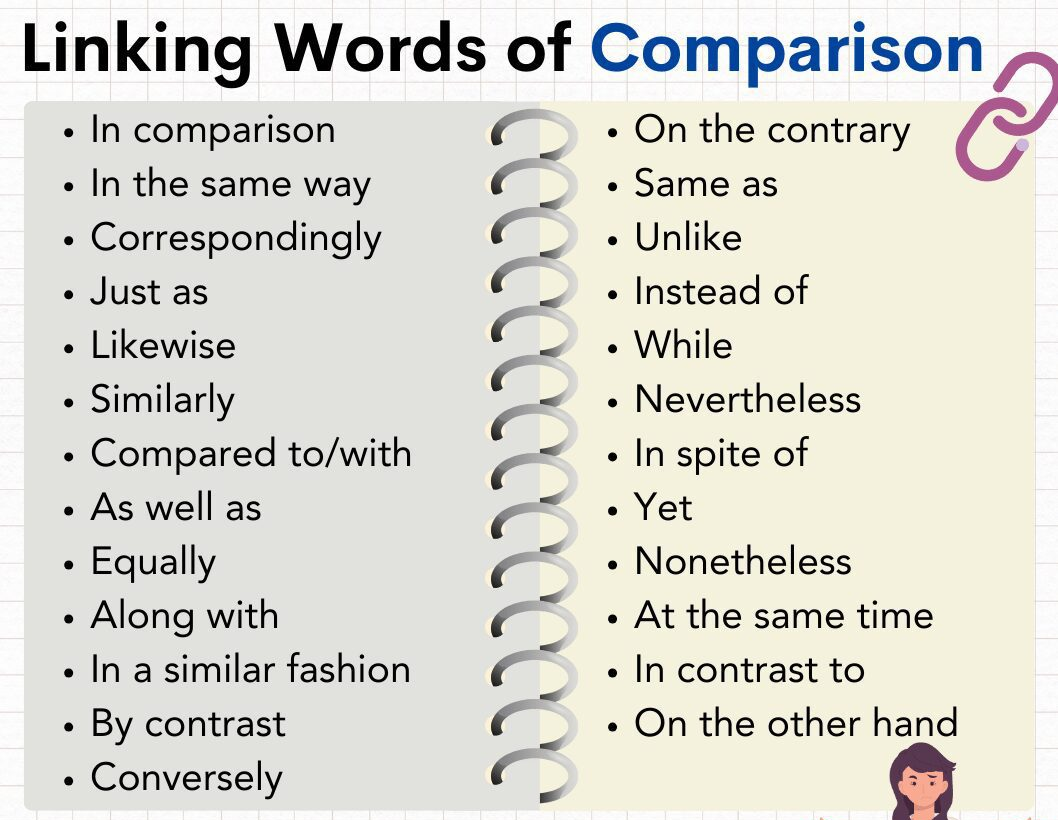 Linking Words of Comparison
In comparison
In the same way
Correspondingly
Just as
Likewise
Similarly
Compared to/with
As well as
Equally
Along with
In a similar fashion
By contrast
Conversely
On the contrary
Same as
Unlike
Instead of
While
Nevertheless
In spite of
Yet
Nonetheless
At the same time
In contrast to
On the other hand